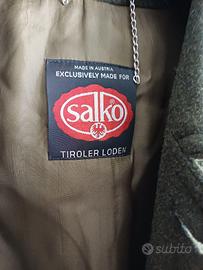 MADE IN AUSTRIA
EXCLUSIVELY MADE FOR
salko
TIROLER LODEN
subito